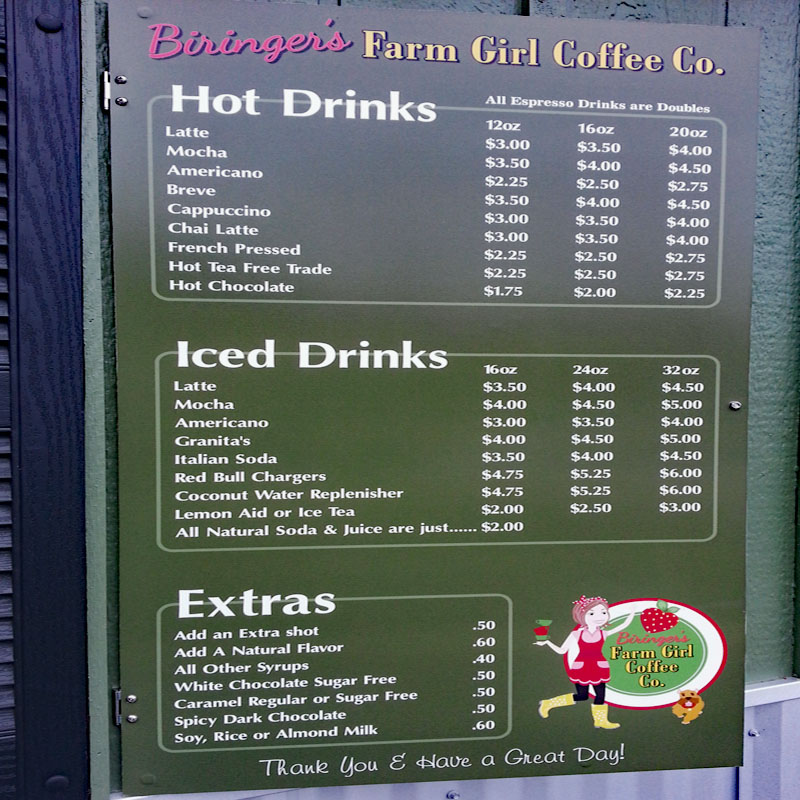 Biringer's Farm Girl Coffee Co.
Hot Drinks
All Espresso Drinks are Doubles
12oz 16oz 20oz
Latte $3.00 $3.50 $4.00
Mocha $3.50 $4.00 $4.50
Americano $2.25 $2.50 $2.75
Breve $3.50 $4.00 $4.50
Cappuccino $3.00 $3.50 $4.00
Chai Latte $3.00 $3.50 $4.00
French Pressed $2.25 $2.50 $2.75
Hot Tea Free Trade $2.25 $2.50 $2.75
Hot Chocolate $1.75 $2.00 $2.25
Iced Drinks
16oz 24oz 32oz
Latte $3.50 $4.00 $4.50
Mocha $4.00 $4.50 $5.00
Americano $3.00 $3.50 $4.00
Granita's $4.00 $4.50 $5.00
Italian Soda $3.50 $4.00 $4.50
Red Bull Chargers $4.75 $5.25 $6.00
Coconut Water Replenisher $4.75 $5.25 $6.00
Lemon Aid or Ice Tea $2.00 $2.50 $3.00
All Natural Soda & Juice are just...... $2.00
Extras
Add an Extra shot .50
Add A Natural Flavor .60
All Other Syrups .40
White Chocolate Sugar Free .50
Caramel Regular or Sugar Free .50
Spicy Dark Chocolate .50
Soy, Rice or Almond Milk .60
Biringer's
Farm Girl
Coffee
Co.
Thank You & Have a Great Day!